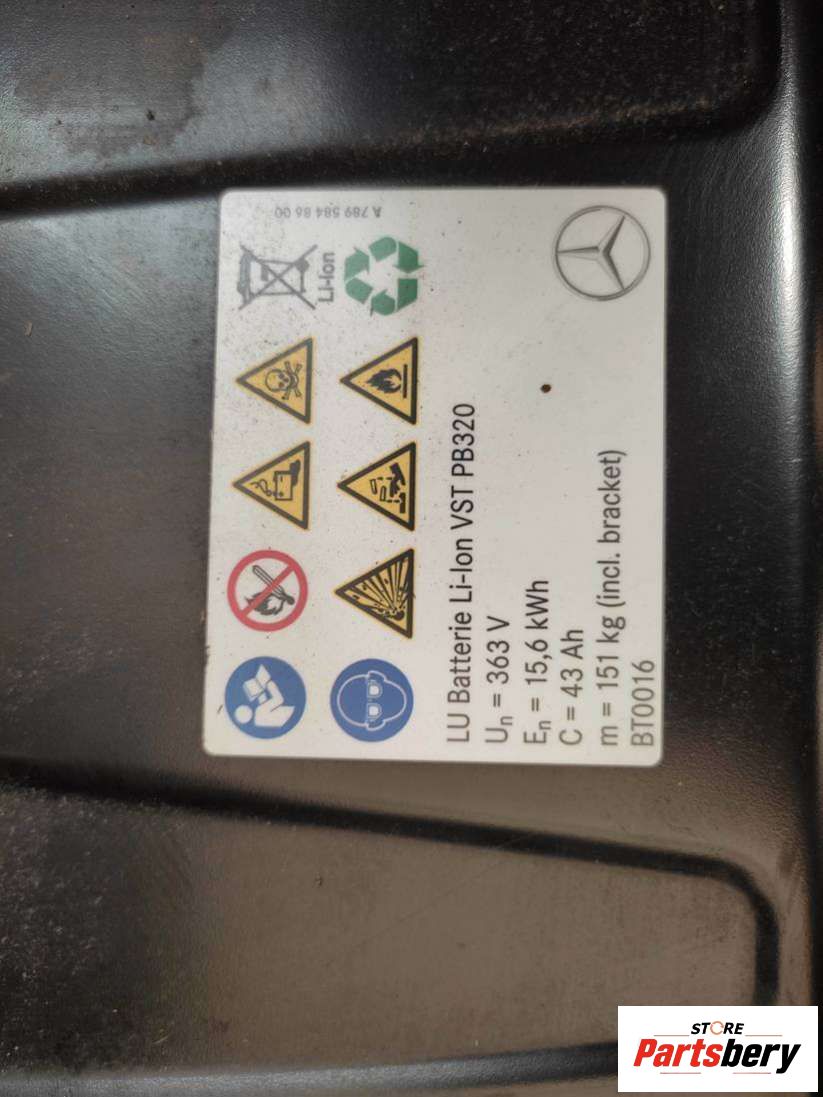 A 789 584 86 00
Li-Ion
LU Batterie Li-Ion VST PB320
Un = 363 V
En = 15,6 kWh
C = 43 Ah
m = 151 kg (incl. bracket)
BT0016
STORE
Partsbery